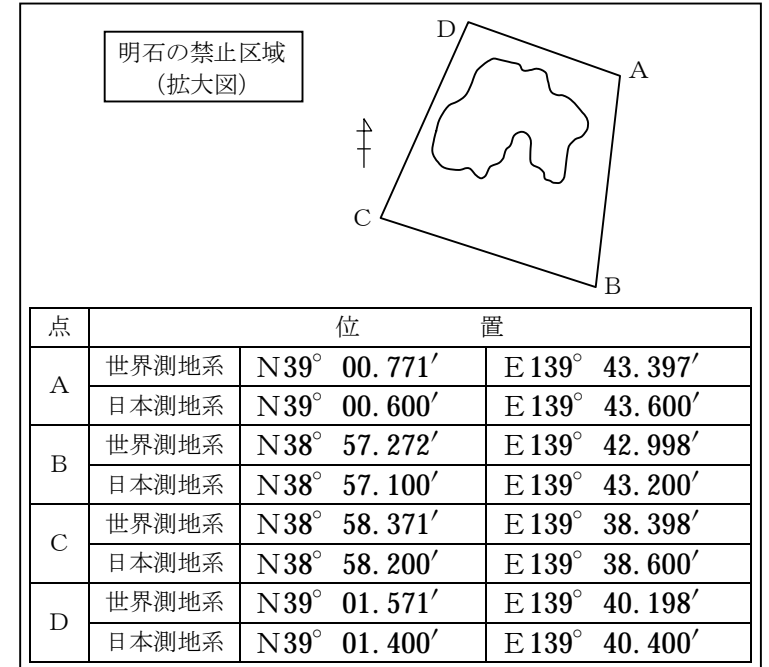 明石の禁止区域
（拡大図）
D
A
C
B
点 位 置
A 世界測地系 N39° 00.771′ E139° 43.397′
日本測地系 N39° 00.600′ E139° 43.600′
B 世界測地系 N38° 57.272′ E139° 42.998′
日本測地系 N38° 57.100′ E139° 43.200′
C 世界測地系 N38° 58.371′ E139° 38.398′
日本測地系 N38° 58.200′ E139° 38.600′
D 世界測地系 N39° 01.571′ E139° 40.198′
日本測地系 N39° 01.400′ E139° 40.400′